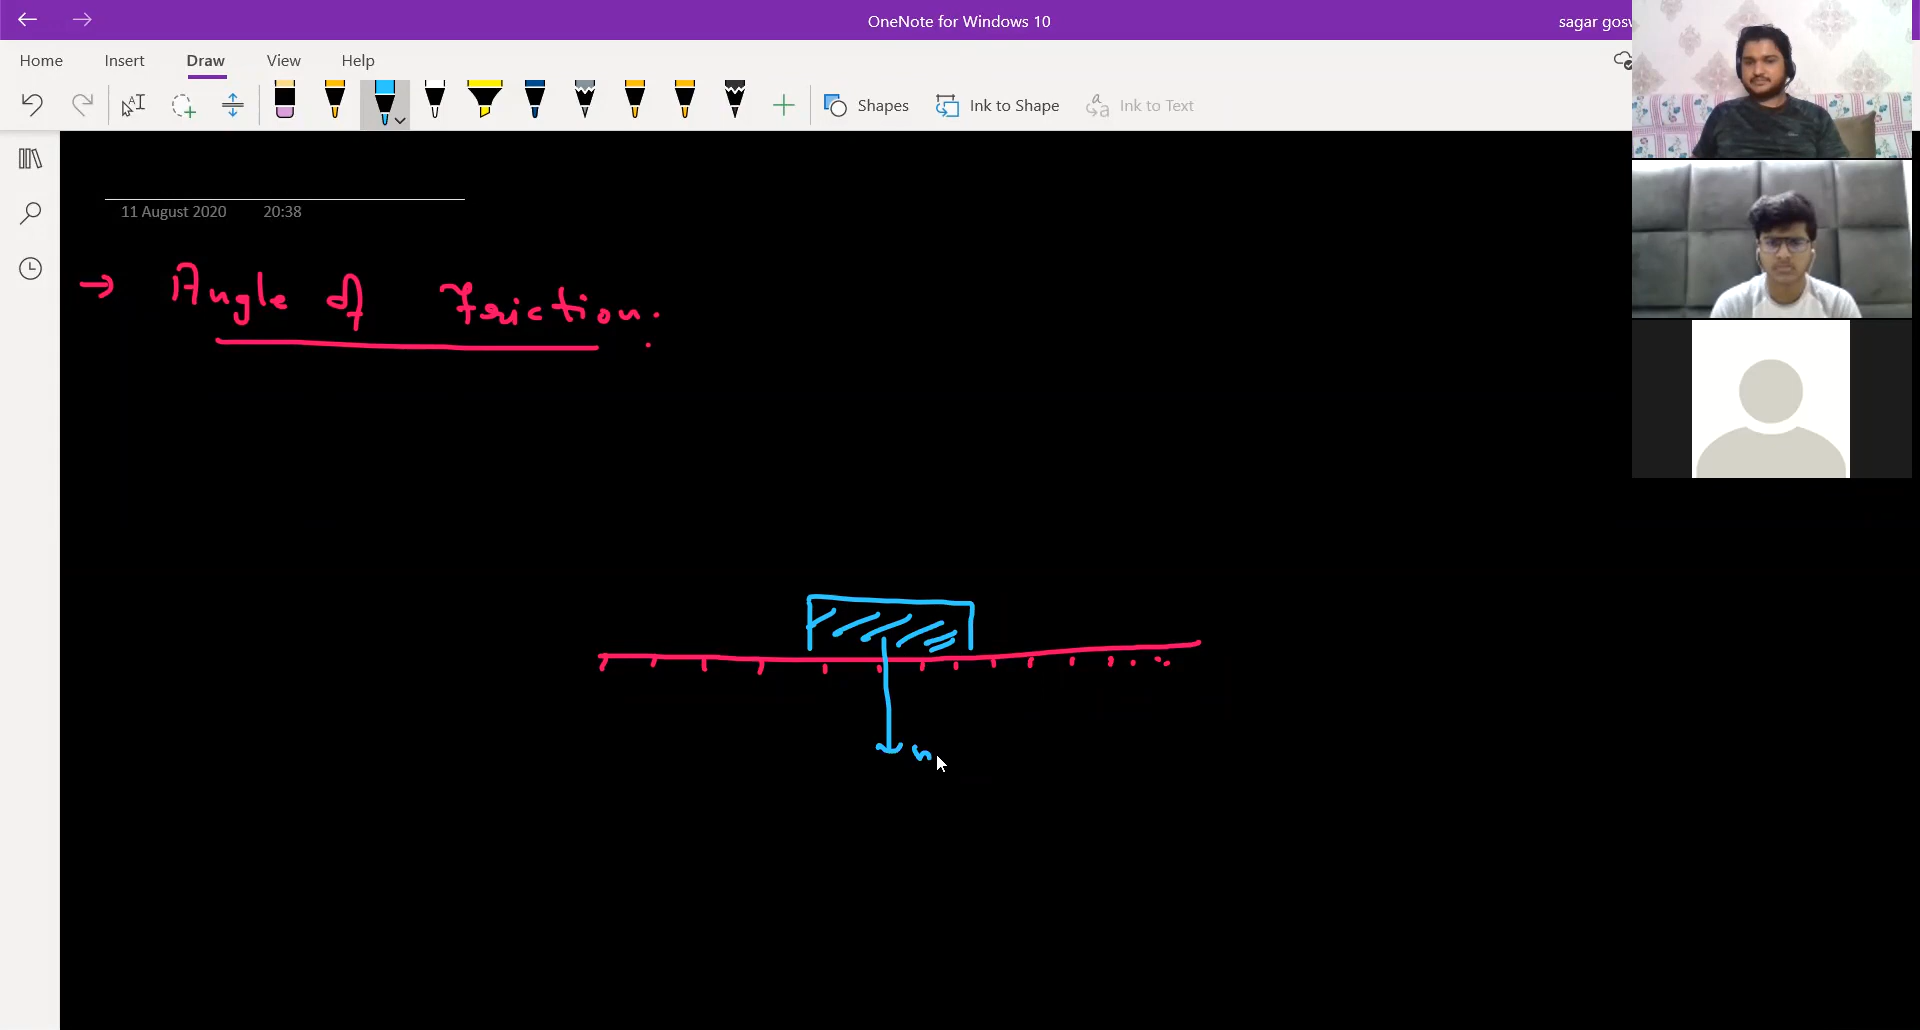 OneNote for Windows 10
sagar gosw
Home Insert Draw View Help
Shapes Ink to Shape Ink to Text
11 August 2020 20:38
→ Angle of Friction.
m